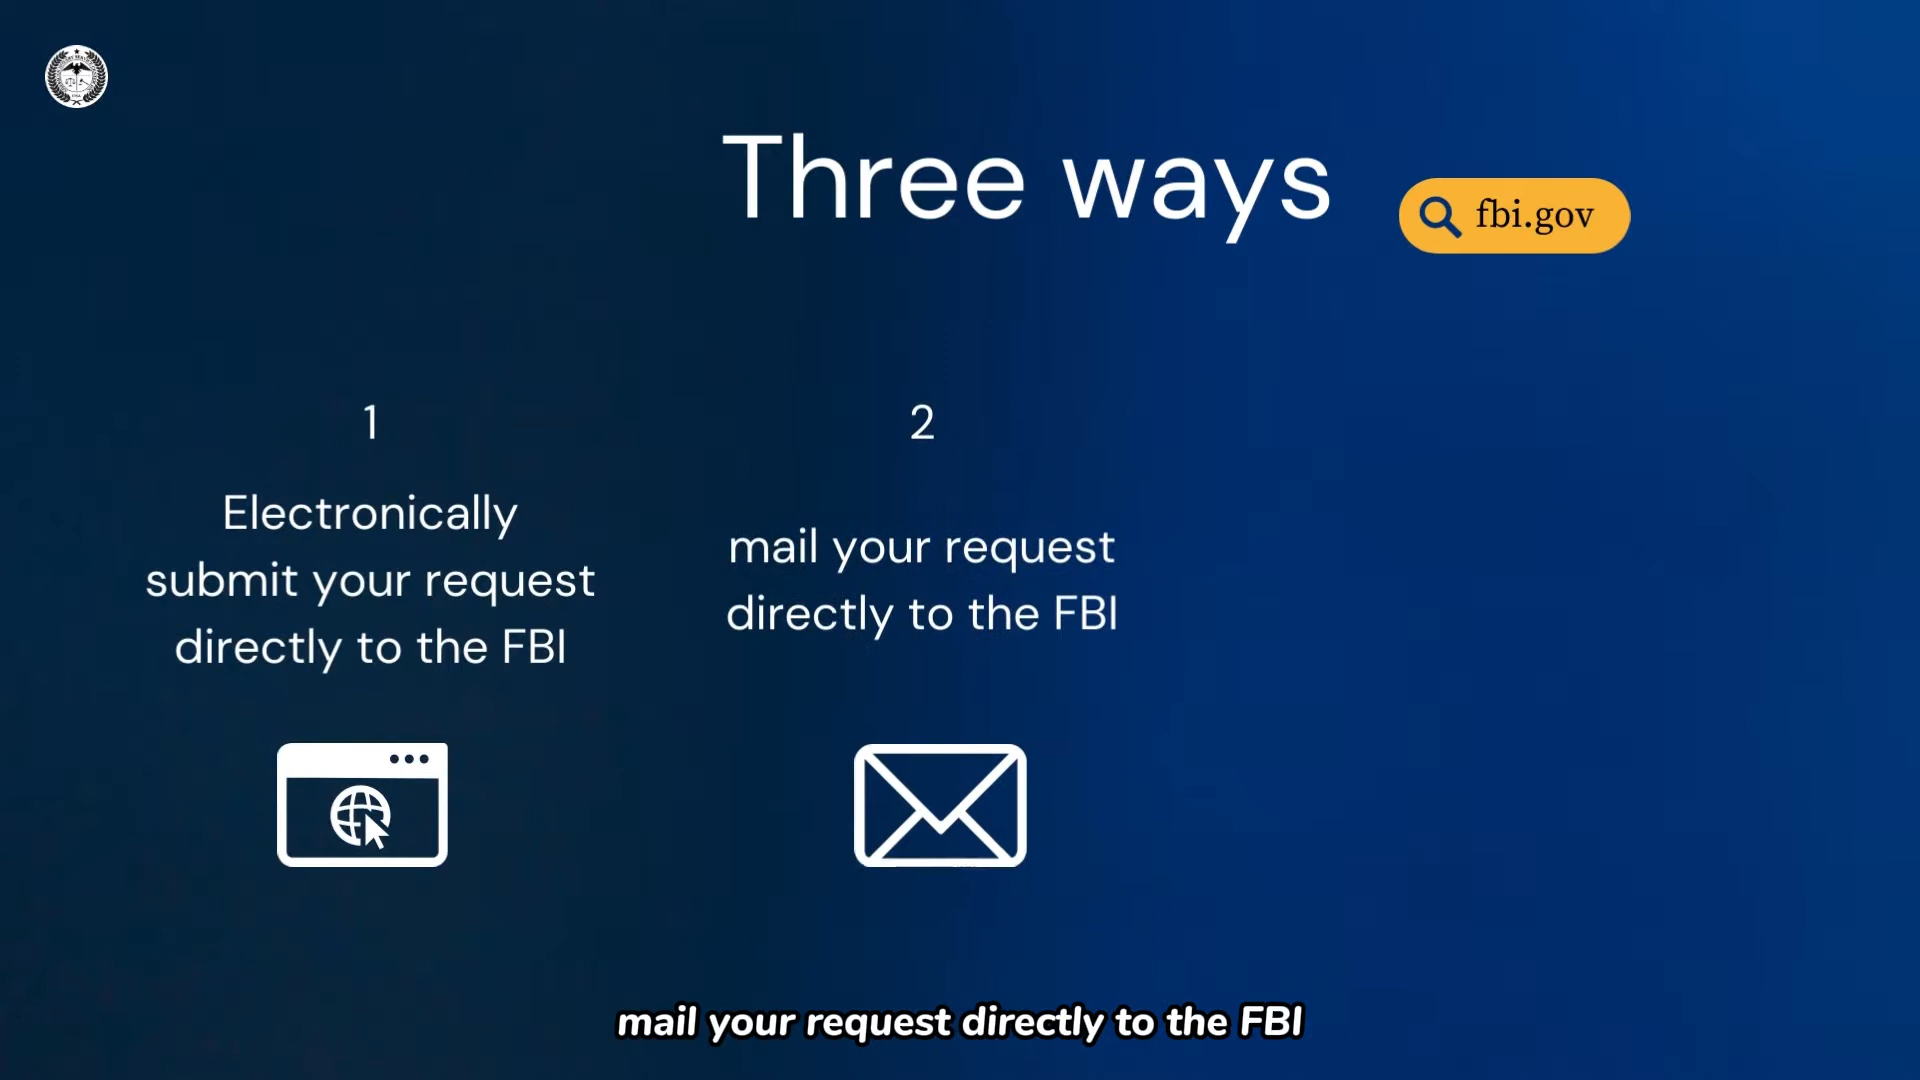 Three ways
fbi.gov
1
Electronically
submit your request
directly to the FBI
2
mail your request
directly to the FBI
mail your request directly to the FBI